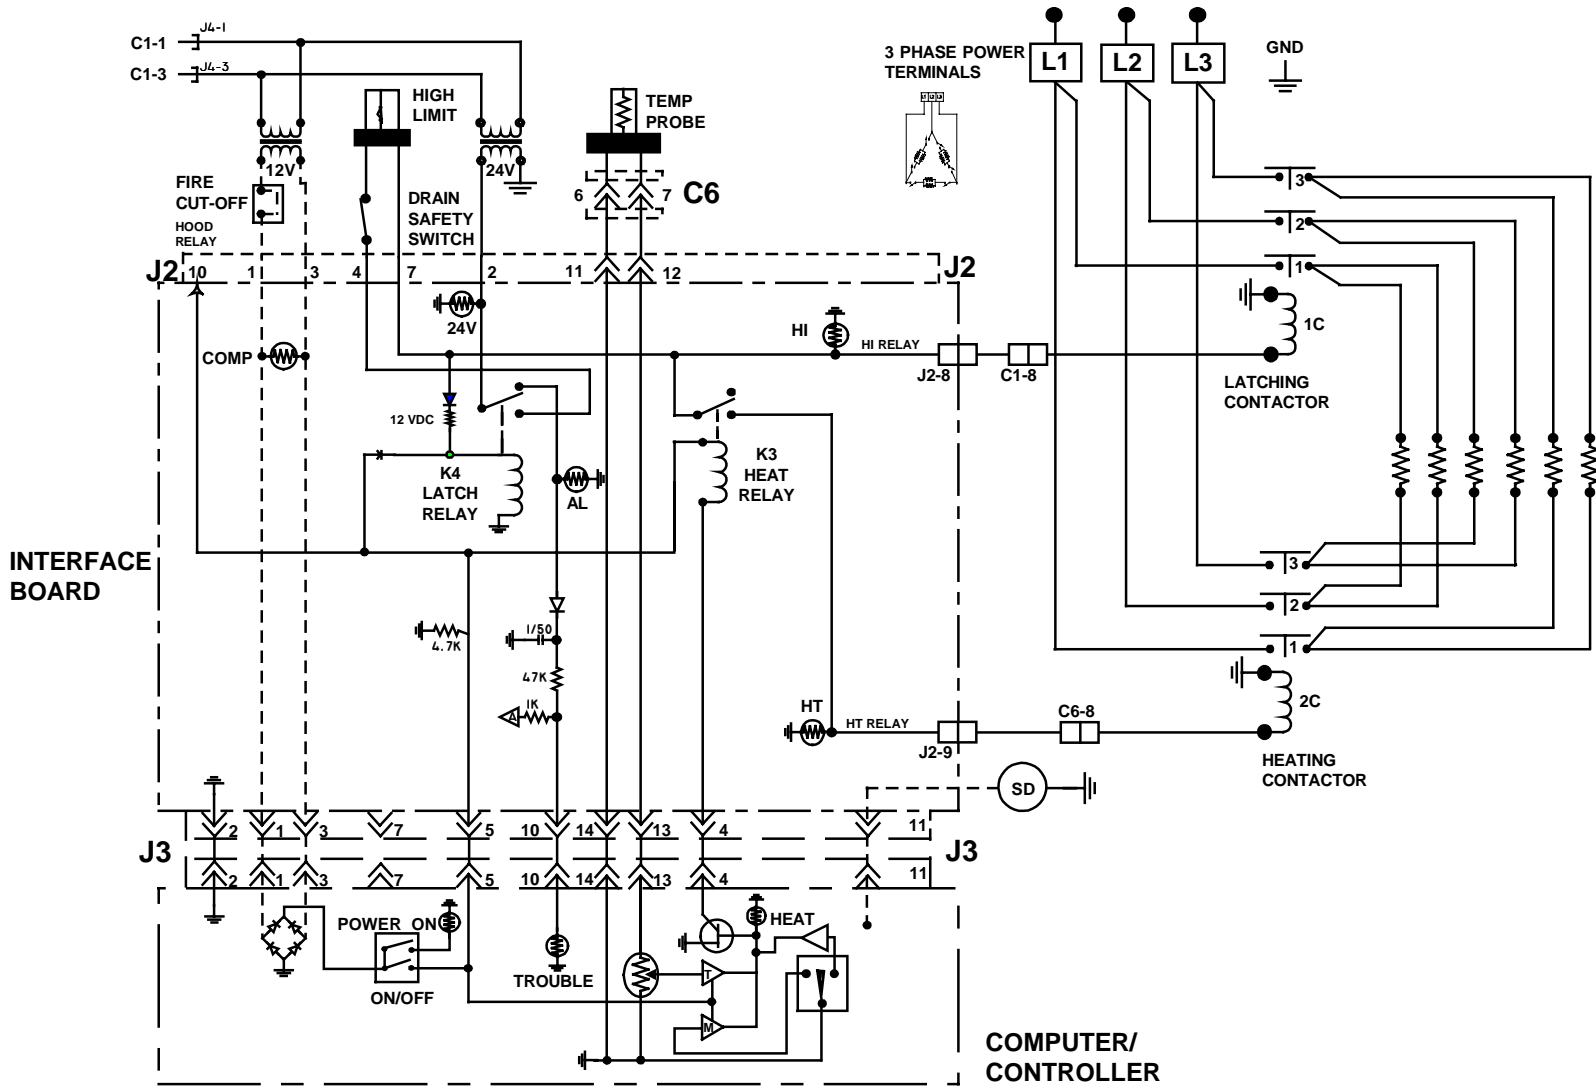 C1-1
J4-1
C1-3
J4-3
HIGH
LIMIT
TEMP
PROBE
3 PHASE POWER
TERMINALS
L1
L2
L3
GND
12V
24V
FIRE
CUT-OFF
HOOD
RELAY
DRAIN
SAFETY
SWITCH
6
7
C6
3
2
1
J2
10
1
3
4
7
2
11
12
J2
24V
COMP
HI
HI RELAY
J2-8
C1-8
1C
LATCHING
CONTACTOR
12 VDC
K4
LATCH
RELAY
AL
K3
HEAT
RELAY
INTERFACE
BOARD
3
2
1
4.7K
1/50
47K
1K
A
HT
HT RELAY
J2-9
C6-8
2C
HEATING
CONTACTOR
SD
J3
2
1
3
7
5
10
14
13
4
11
J3
2
1
3
7
5
10
14
13
4
11
POWER ON
ON/OFF
TROUBLE
HEAT
T
M
COMPUTER/
CONTROLLER